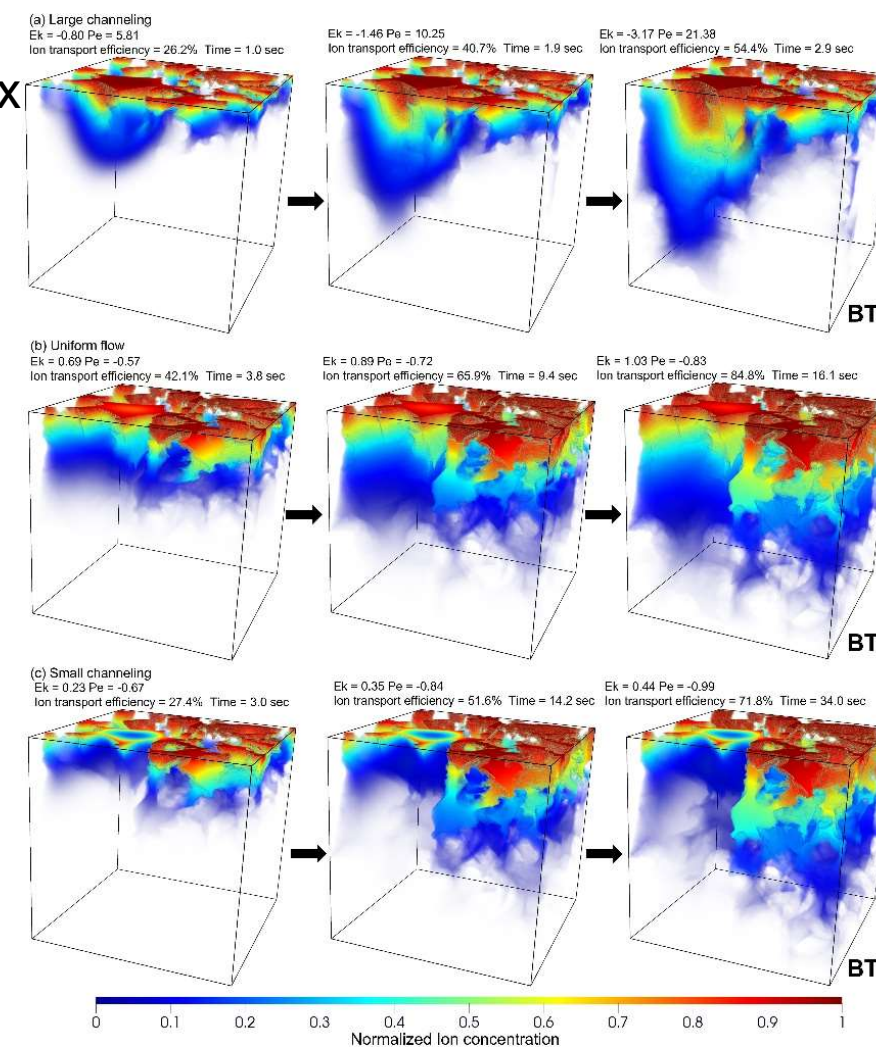 (a) Large channeling
Ek = -0.80 Pe = 5.81
Ion transport efficiency = 26.2% Time = 1.0 sec
Ek = -1.46 Pe = 10.25
Ion transport efficiency = 40.7% Time = 1.9 sec
Ek = -3.17 Pe = 21.38
Ion transport efficiency = 54.4% Time = 2.9 sec
X
BT
(b) Uniform flow
Ek = 0.69 Pe = -0.57
Ion transport efficiency = 42.1% Time = 3.8 sec
Ek = 0.89 Pe = -0.72
Ion transport efficiency = 65.9% Time = 9.4 sec
Ek = 1.03 Pe = -0.83
Ion transport efficiency = 84.8% Time = 16.1 sec
BT
(c) Small channeling
Ek = 0.23 Pe = -0.67
Ion transport efficiency = 27.4% Time = 3.0 sec
Ek = 0.35 Pe = -0.84
Ion transport efficiency = 51.6% Time = 14.2 sec
Ek = 0.44 Pe = -0.99
Ion transport efficiency = 71.8% Time = 34.0 sec
BT
0 0.1 0.2 0.3 0.4 0.5 0.6 0.7 0.8 0.9 1
Normalized Ion concentration